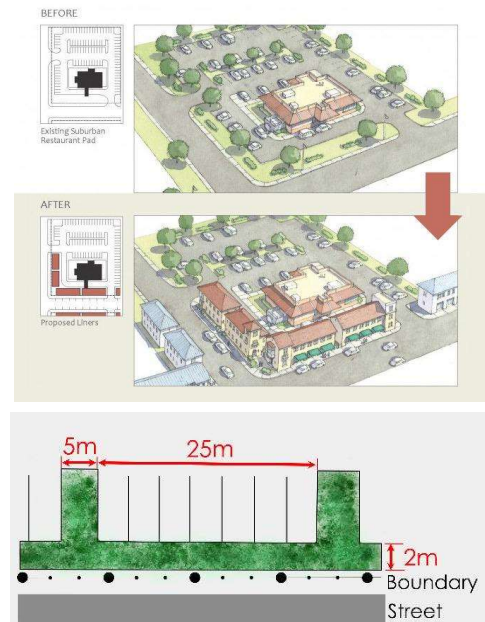 BEFORE
Existing Suburban
Restaurant Pad
AFTER
Proposed Liners
5m
25m
2m
Boundary
Street